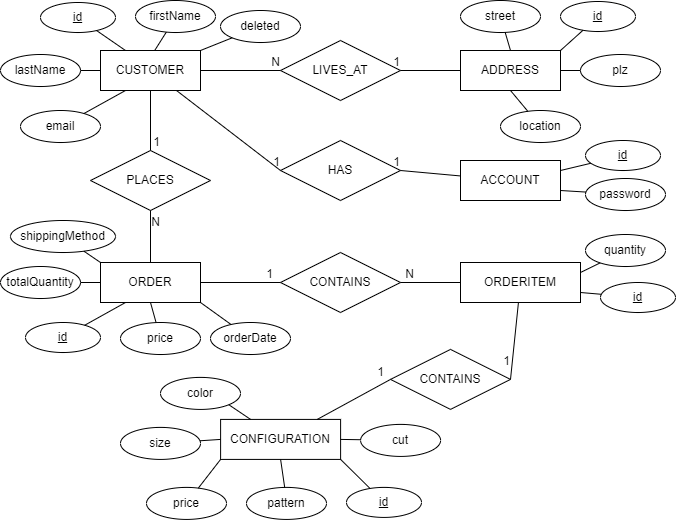 id
firstName
deleted
street
id
lastName
CUSTOMER
N
LIVES_AT
1
ADDRESS
plz
email
location
1
1
HAS
1
ACCOUNT
id
password
PLACES
N
shippingMethod
totalQuantity
ORDER
1
CONTAINS
N
ORDERITEM
quantity
id
id
price
orderDate
1
CONTAINS
1
color
size
CONFIGURATION
cut
price
pattern
id